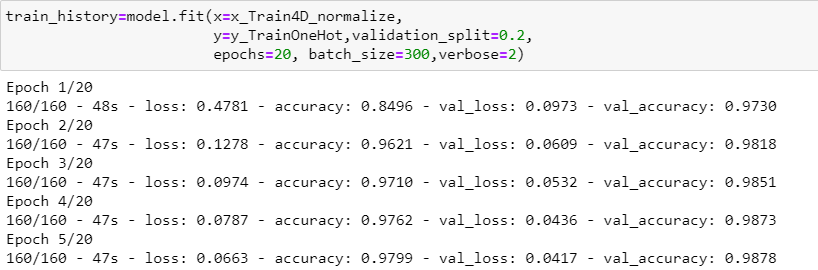 train_history=model.fit(x=x_Train4D_normalize,
y=y_TrainOneHot,validation_split=0.2,
epochs=20, batch_size=300,verbose=2)
Epoch 1/20
160/160 - 48s - loss: 0.4781 - accuracy: 0.8496 - val_loss: 0.0973 - val_accuracy: 0.9730
Epoch 2/20
160/160 - 47s - loss: 0.1278 - accuracy: 0.9621 - val_loss: 0.0609 - val_accuracy: 0.9818
Epoch 3/20
160/160 - 47s - loss: 0.0974 - accuracy: 0.9710 - val_loss: 0.0532 - val_accuracy: 0.9851
Epoch 4/20
160/160 - 47s - loss: 0.0787 - accuracy: 0.9762 - val_loss: 0.0436 - val_accuracy: 0.9873
Epoch 5/20
160/160 - 47s - loss: 0.0663 - accuracy: 0.9799 - val_loss: 0.0417 - val_accuracy: 0.9878